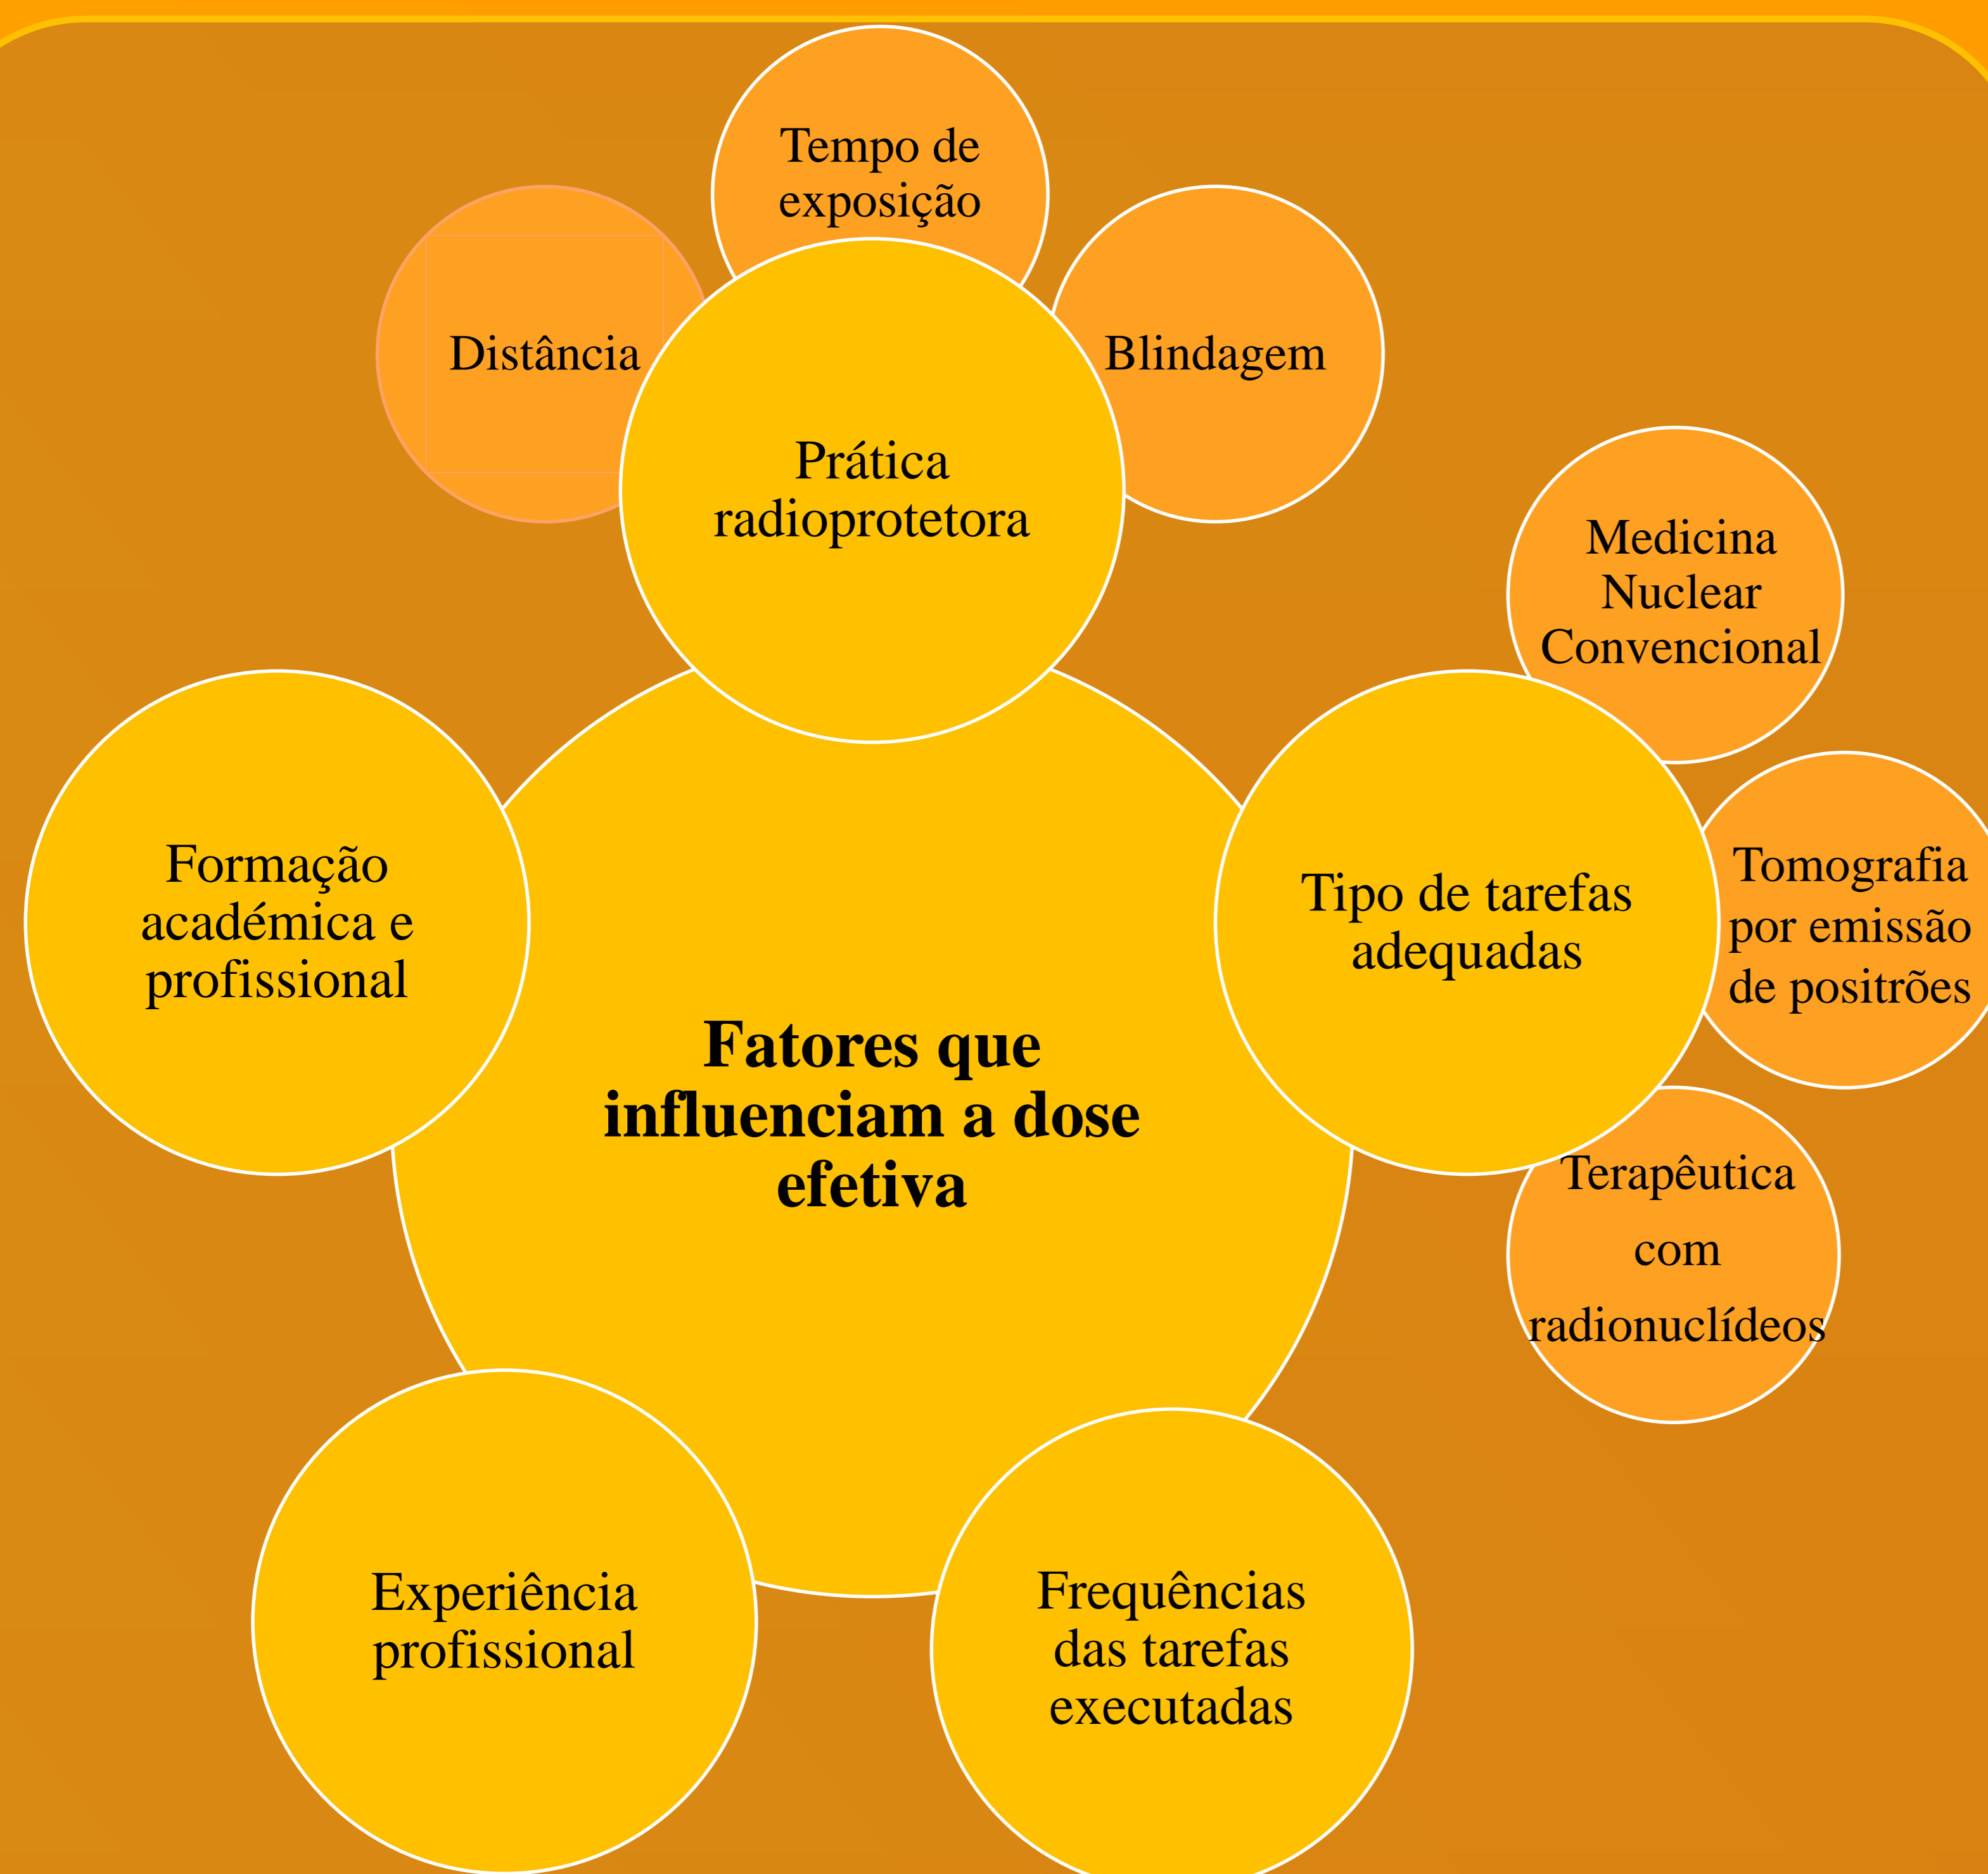 Tempo de
exposição
Distância
Blindagem
Prática
radioprotetora
Medicina
Nuclear
Convencional
Formação
académica e
profissional
Tipo de tarefas
adequadas
Tomografia
por emissão
de positrões
Fatores que
influenciam a dose
efetiva
Terapêutica
com
radionuclídeos
Experiência
profissional
Frequências
das tarefas
executadas